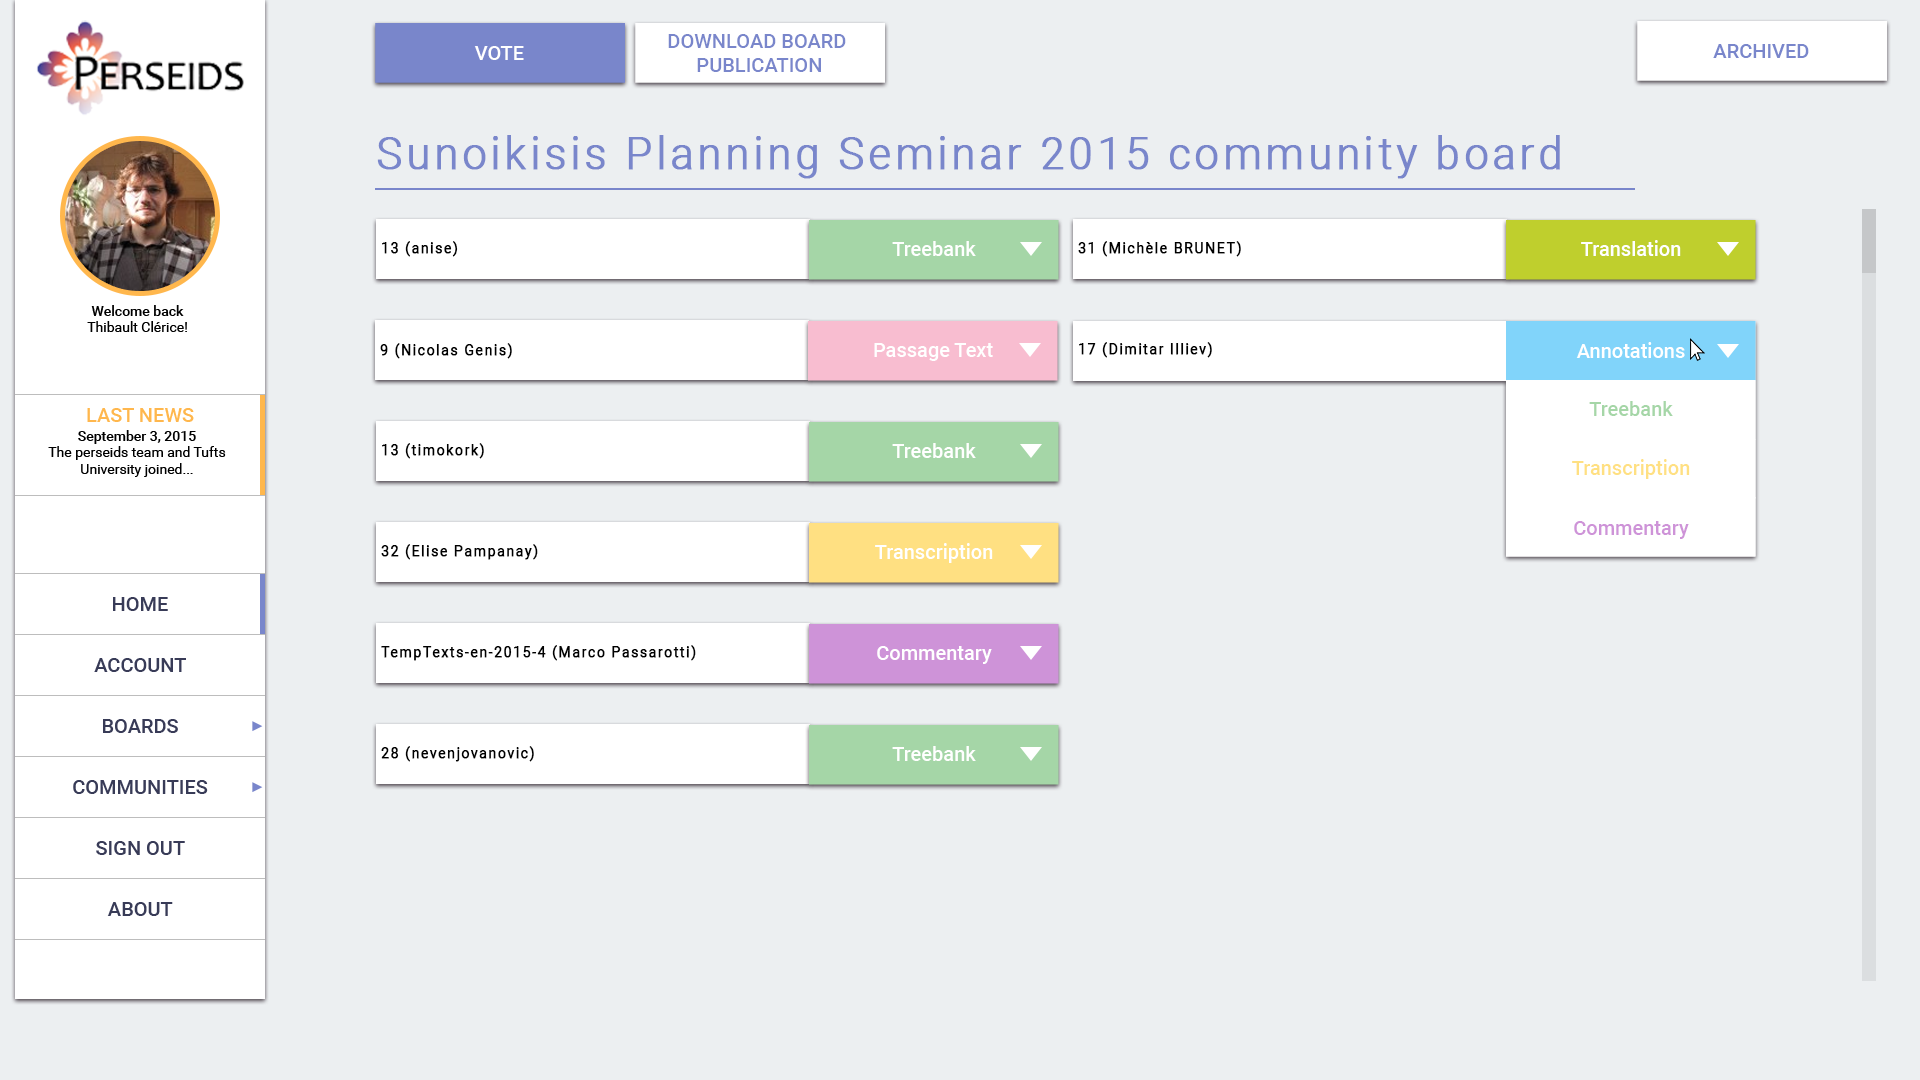 PERSEIDS
Welcome back
Thibault Clérice!
LAST NEWS
September 3, 2015
The perseids team and Tufts
University joined...
HOME
ACCOUNT
BOARDS
COMMUNITIES
SIGN OUT
ABOUT
VOTE
DOWNLOAD BOARD
PUBLICATION
ARCHIVED
Sunoikisis Planning Seminar 2015 community board
13 (anise)
Treebank
9 (Nicolas Genis)
Passage Text
13 (timokork)
Treebank
32 (Elise Pampanay)
Transcription
TempTexts-en-2015-4 (Marco Passarotti)
Commentary
28 (nevenjovanovic)
Treebank
31 (Michèle BRUNET)
Translation
17 (Dimitar Illiev)
Annotations
Treebank
Transcription
Commentary